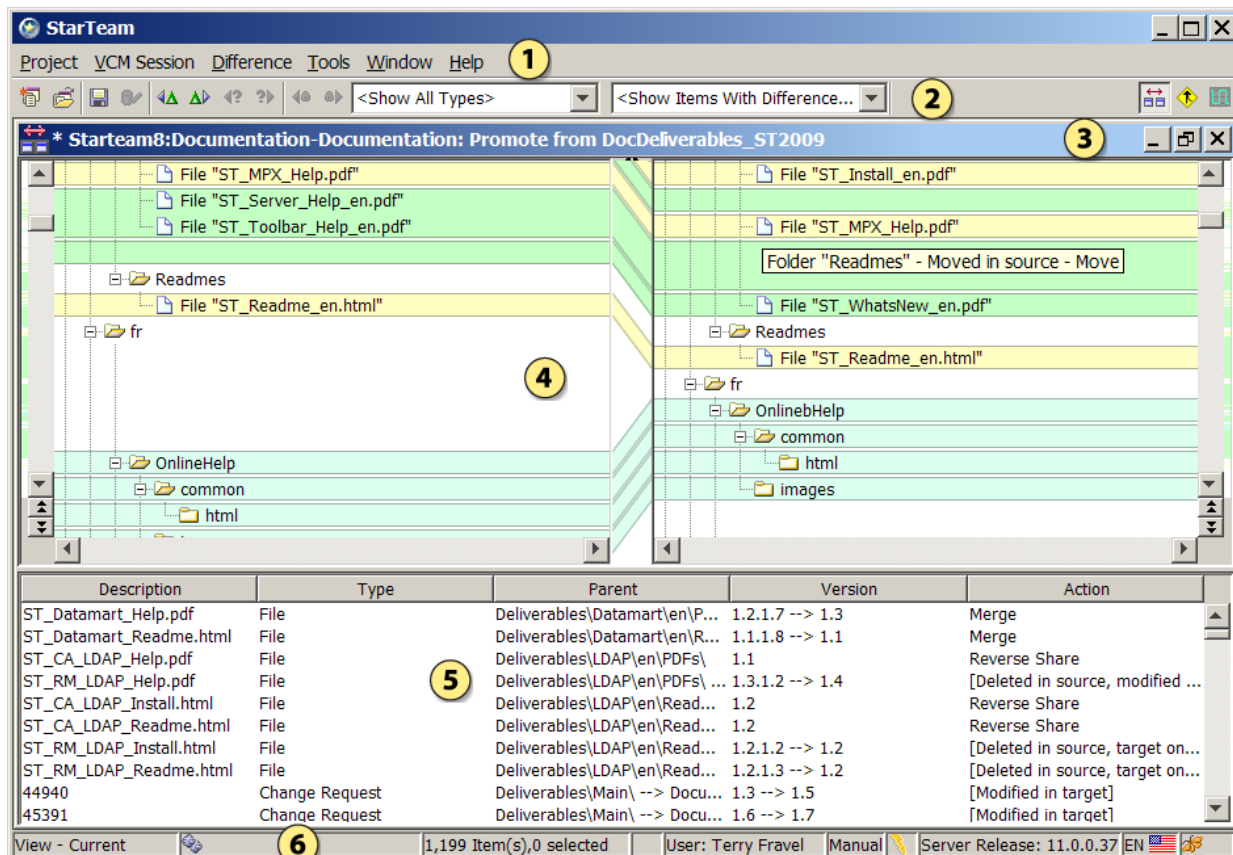 StarTeam
Project VCM Session Difference Tools Window Help 1
<Show All Types> <Show Items With Difference... 2
* Starteam8:Documentation-Documentation: Promote from DocDeliverables_ST2009 3
File "ST_MPX_Help.pdf"
File "ST_Server_Help_en.pdf"
File "ST_Toolbar_Help_en.pdf"
Readmes
File "ST_Readme_en.html"
fr
4
OnlineHelp
common
html
File "ST_Install_en.pdf"
File "ST_MPX_Help.pdf"
Folder "Readmes" - Moved in source - Move
File "ST_WhatsNew_en.pdf"
Readmes
File "ST_Readme_en.html"
fr
OnlinebHelp
common
html
images
Description Type Parent Version Action
ST_Datamart_Help.pdf File Deliverables\Datamart\en\P... 1.2.1.7 --> 1.3 Merge
ST_Datamart_Readme.html File Deliverables\Datamart\en\R... 1.1.1.8 --> 1.1 Merge
ST_CA_LDAP_Help.pdf File Deliverables\LDAP\en\PDFs\ 1.1 Reverse Share
ST_RM_LDAP_Help.pdf File 5 Deliverables\LDAP\en\PDFs\ ... 1.3.1.2 --> 1.4 [Deleted in source, modified ...
ST_CA_LDAP_Install.html File Deliverables\LDAP\en\Read... 1.2 Reverse Share
ST_CA_LDAP_Readme.html File Deliverables\LDAP\en\Read... 1.2 Reverse Share
ST_RM_LDAP_Install.html File Deliverables\LDAP\en\Read... 1.2.1.2 --> 1.2 [Deleted in source, target on...
ST_RM_LDAP_Readme.html File Deliverables\LDAP\en\Read... 1.2.1.3 --> 1.2 [Deleted in source, target on...
44940 Change Request Deliverables\Main\ --> Docu... 1.3 --> 1.5 [Modified in target]
45391 Change Request Deliverables\Main\ --> Docu... 1.6 --> 1.7 [Modified in target]
View - Current 6 1,199 Item(s),0 selected User: Terry Fravel Manual Server Release: 11.0.0.37 EN